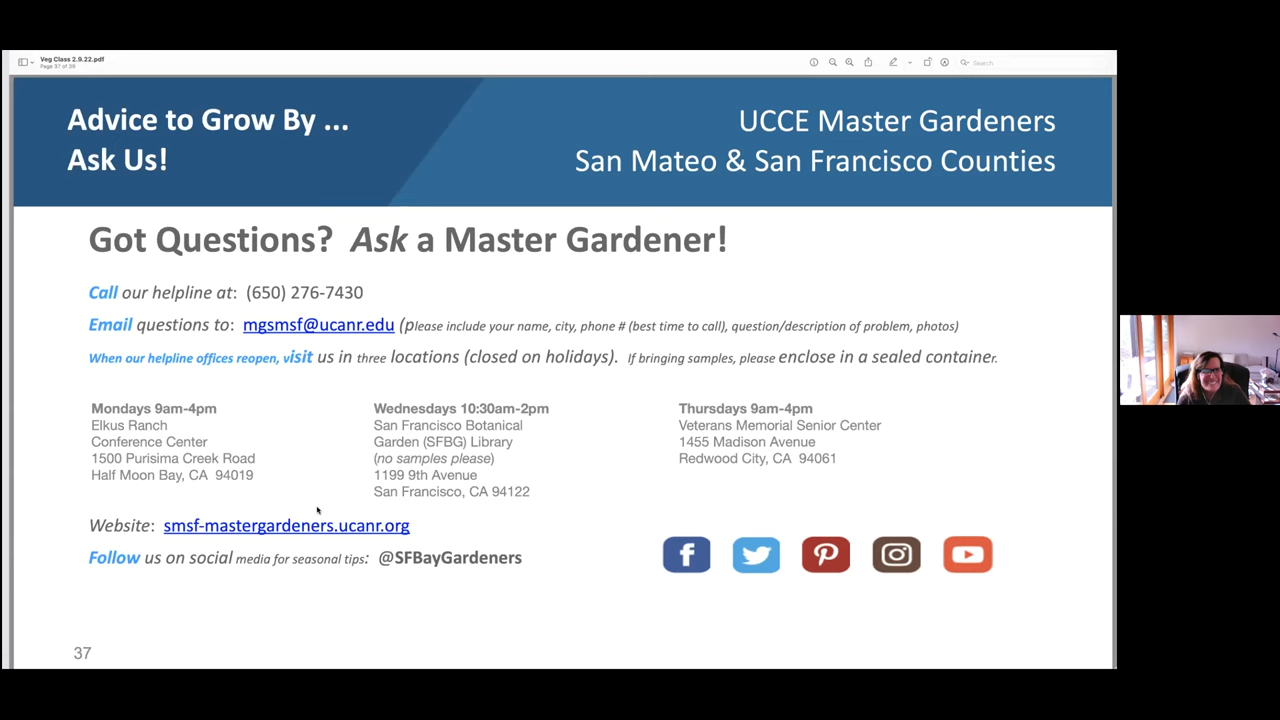 Veg Class 2.9.22.pdf
Page 37 of 39
Search
Advice to Grow By ...
Ask Us!
UCCE Master Gardeners
San Mateo & San Francisco Counties
Got Questions? Ask a Master Gardener!
Call our helpline at: (650) 276-7430
Email questions to: mgsmsf@ucanr.edu (please include your name, city, phone # (best time to call), question/description of problem, photos)
When our helpline offices reopen, visit us in three locations (closed on holidays). If bringing samples, please enclose in a sealed container.
Mondays 9am-4pm
Elkus Ranch
Conference Center
1500 Purisima Creek Road
Half Moon Bay, CA 94019
Wednesdays 10:30am-2pm
San Francisco Botanical
Garden (SFBG) Library
(no samples please)
1199 9th Avenue
San Francisco, CA 94122
Thursdays 9am-4pm
Veterans Memorial Senior Center
1455 Madison Avenue
Redwood City, CA 94061
Website: smsf-mastergardeners.ucanr.org
Follow us on social media for seasonal tips: @SFBayGardeners
37